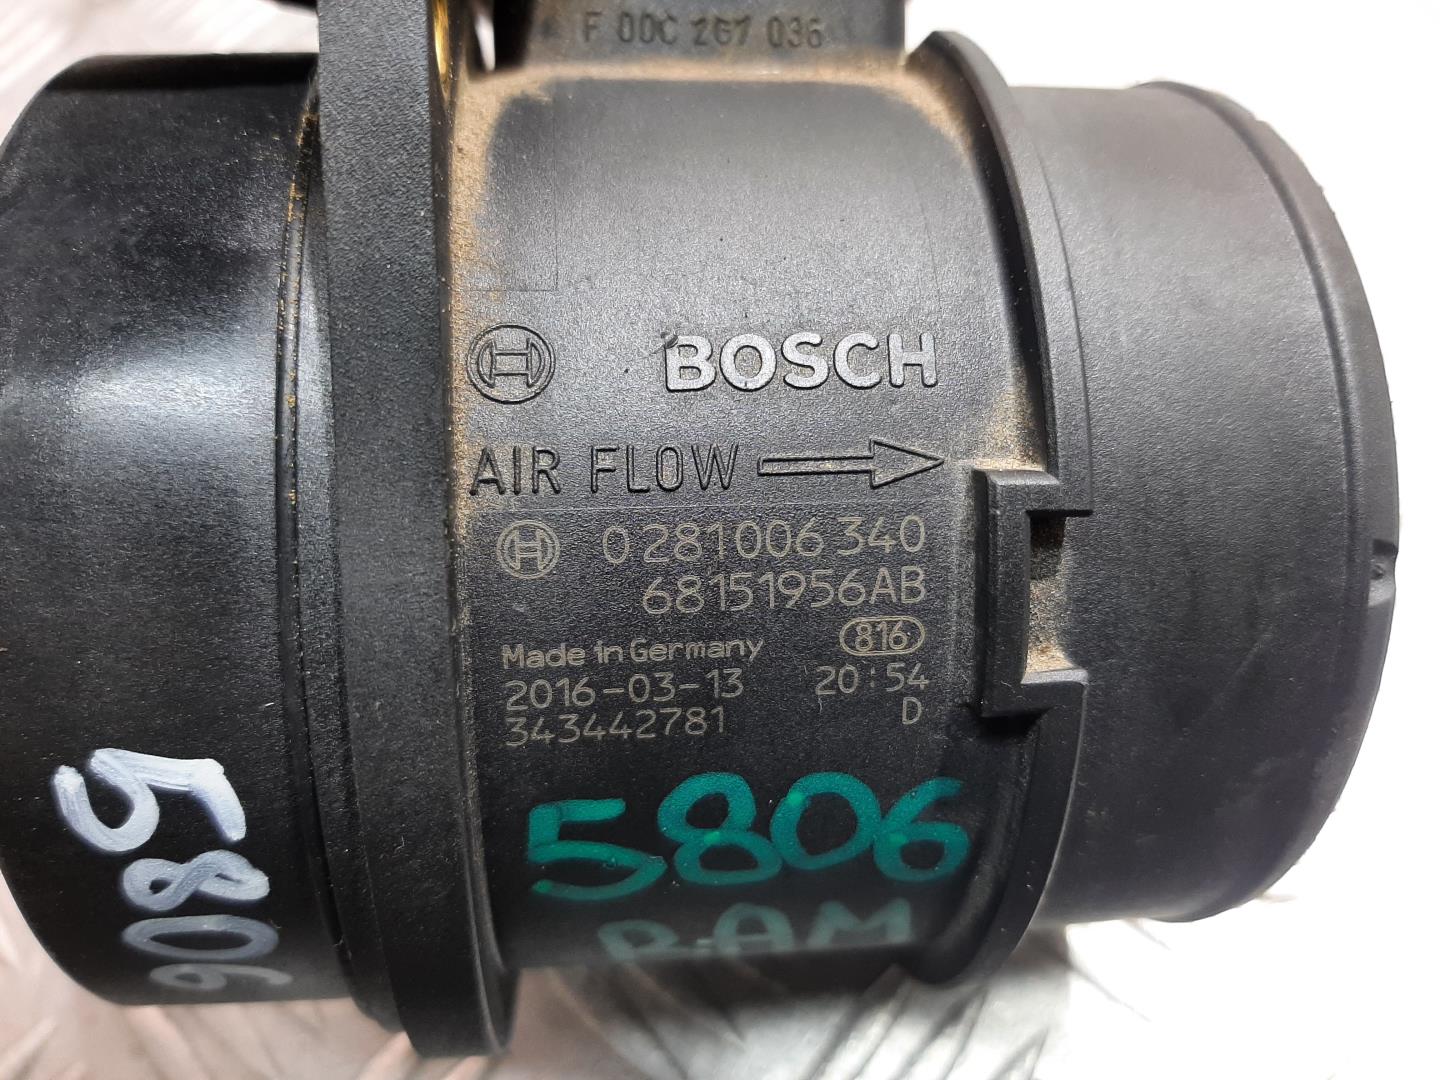 F 00C 2G7 036
BOSCH
AIR FLOW
0 281 006 340
68151956AB
816
Made in Germany
2016-03-13 20:54
343442781 D
5806
RAM
5806